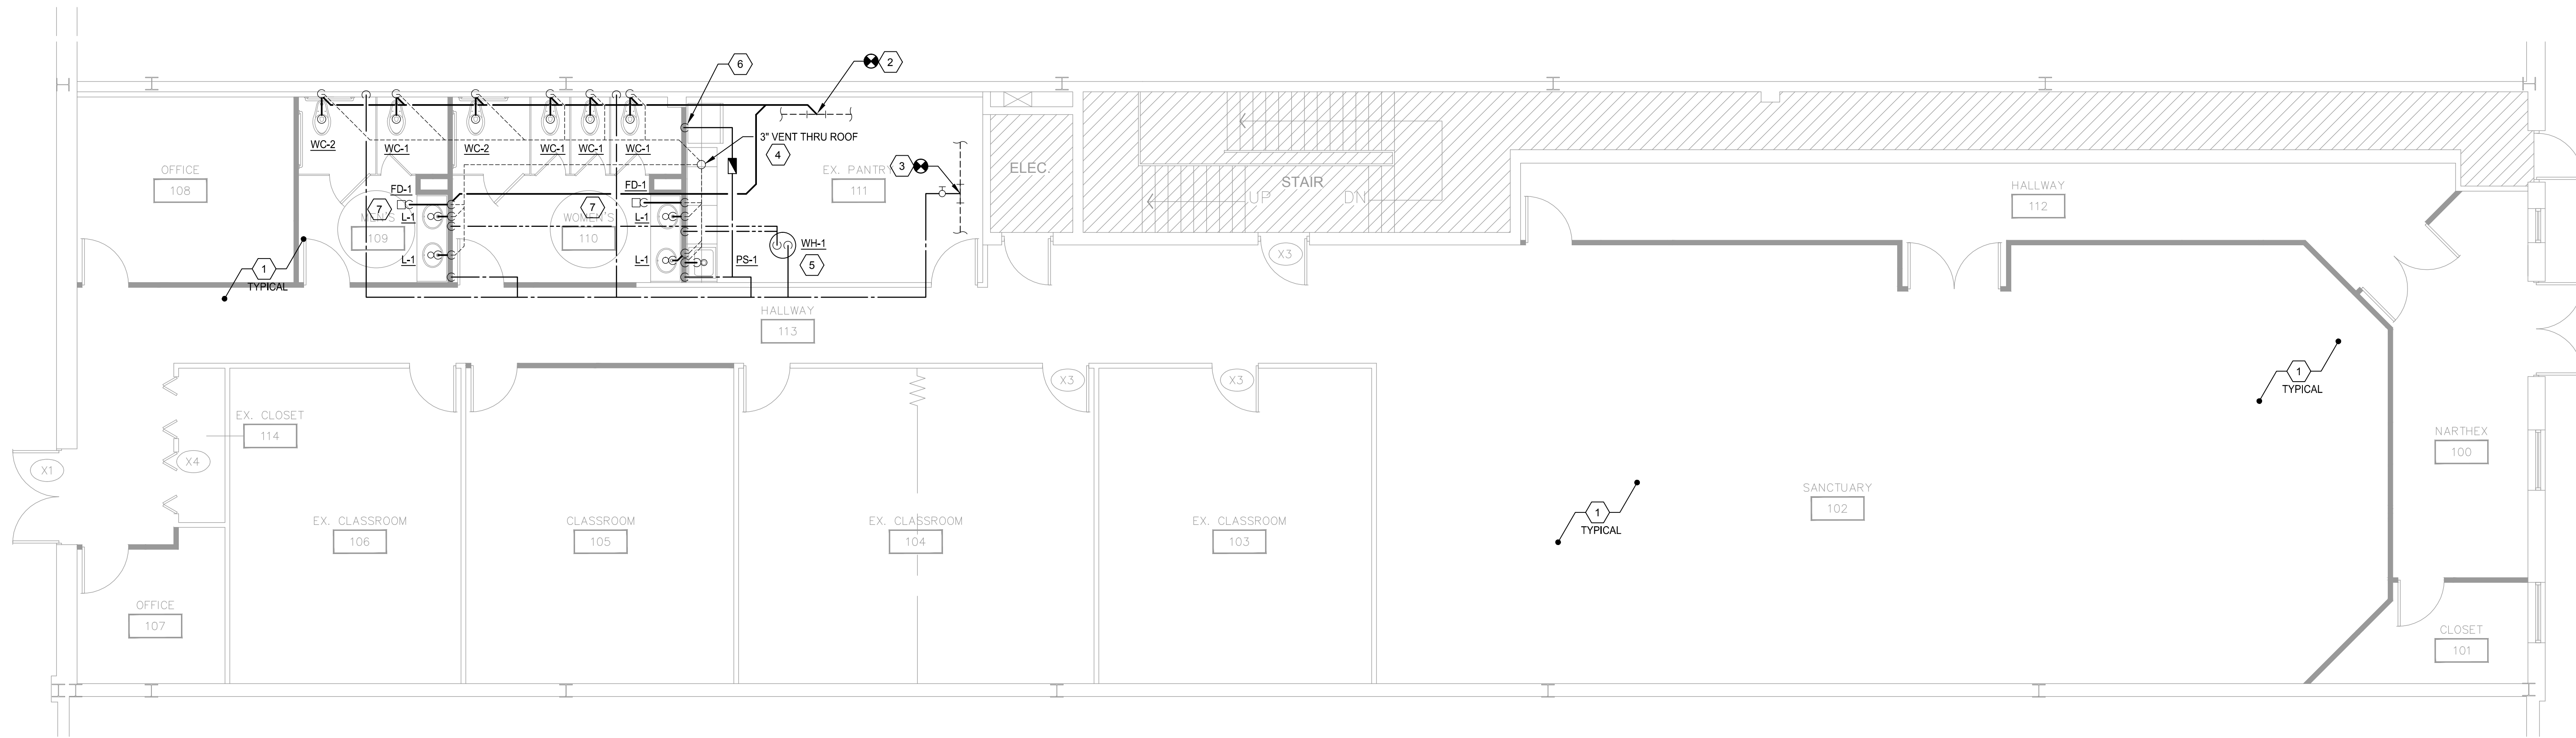 6
2
3" VENT THRU ROOF
4
3
WC-2
WC-1
WC-2
WC-1
WC-1
WC-1
OFFICE
108
EX. PANTRY
111
ELEC.
STAIR
UP
DN
HALLWAY
112
FD-1
FD-1
7
7
L-1
L-1
MEN'S
109
WOMEN'S
110
L-1
L-1
PS-1
WH-1
5
X3
1
TYPICAL
HALLWAY
113
1
TYPICAL
X3
X3
EX. CLOSET
114
X4
X1
NARTHEX
100
SANCTUARY
102
1
TYPICAL
EX. CLASSROOM
106
CLASSROOM
105
EX. CLASSROOM
104
EX. CLASSROOM
103
OFFICE
107
CLOSET
101